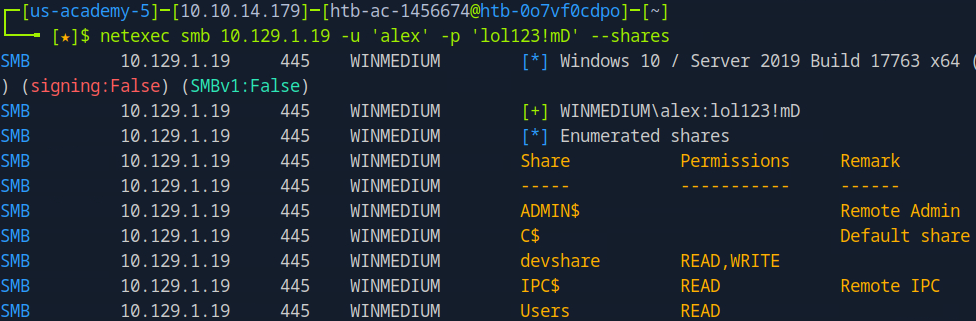 [us-academy-5]─[10.10.14.179]─[htb-ac-1456674@htb-0o7vf0cdpo]─[~]
[★]$ netexec smb 10.129.1.19 -u 'alex' -p 'lol123!mD' --shares
SMB 10.129.1.19 445 WINMEDIUM [*] Windows 10 / Server 2019 Build 17763 x64 (
) (signing:False) (SMBv1:False)
SMB 10.129.1.19 445 WINMEDIUM [+] WINMEDIUM\alex:lol123!mD
SMB 10.129.1.19 445 WINMEDIUM [*] Enumerated shares
SMB 10.129.1.19 445 WINMEDIUM Share Permissions Remark
SMB 10.129.1.19 445 WINMEDIUM ----- ----------- ------
SMB 10.129.1.19 445 WINMEDIUM ADMIN$ Remote Admin
SMB 10.129.1.19 445 WINMEDIUM C$ Default share
SMB 10.129.1.19 445 WINMEDIUM devshare READ,WRITE
SMB 10.129.1.19 445 WINMEDIUM IPC$ READ Remote IPC
SMB 10.129.1.19 445 WINMEDIUM Users READ